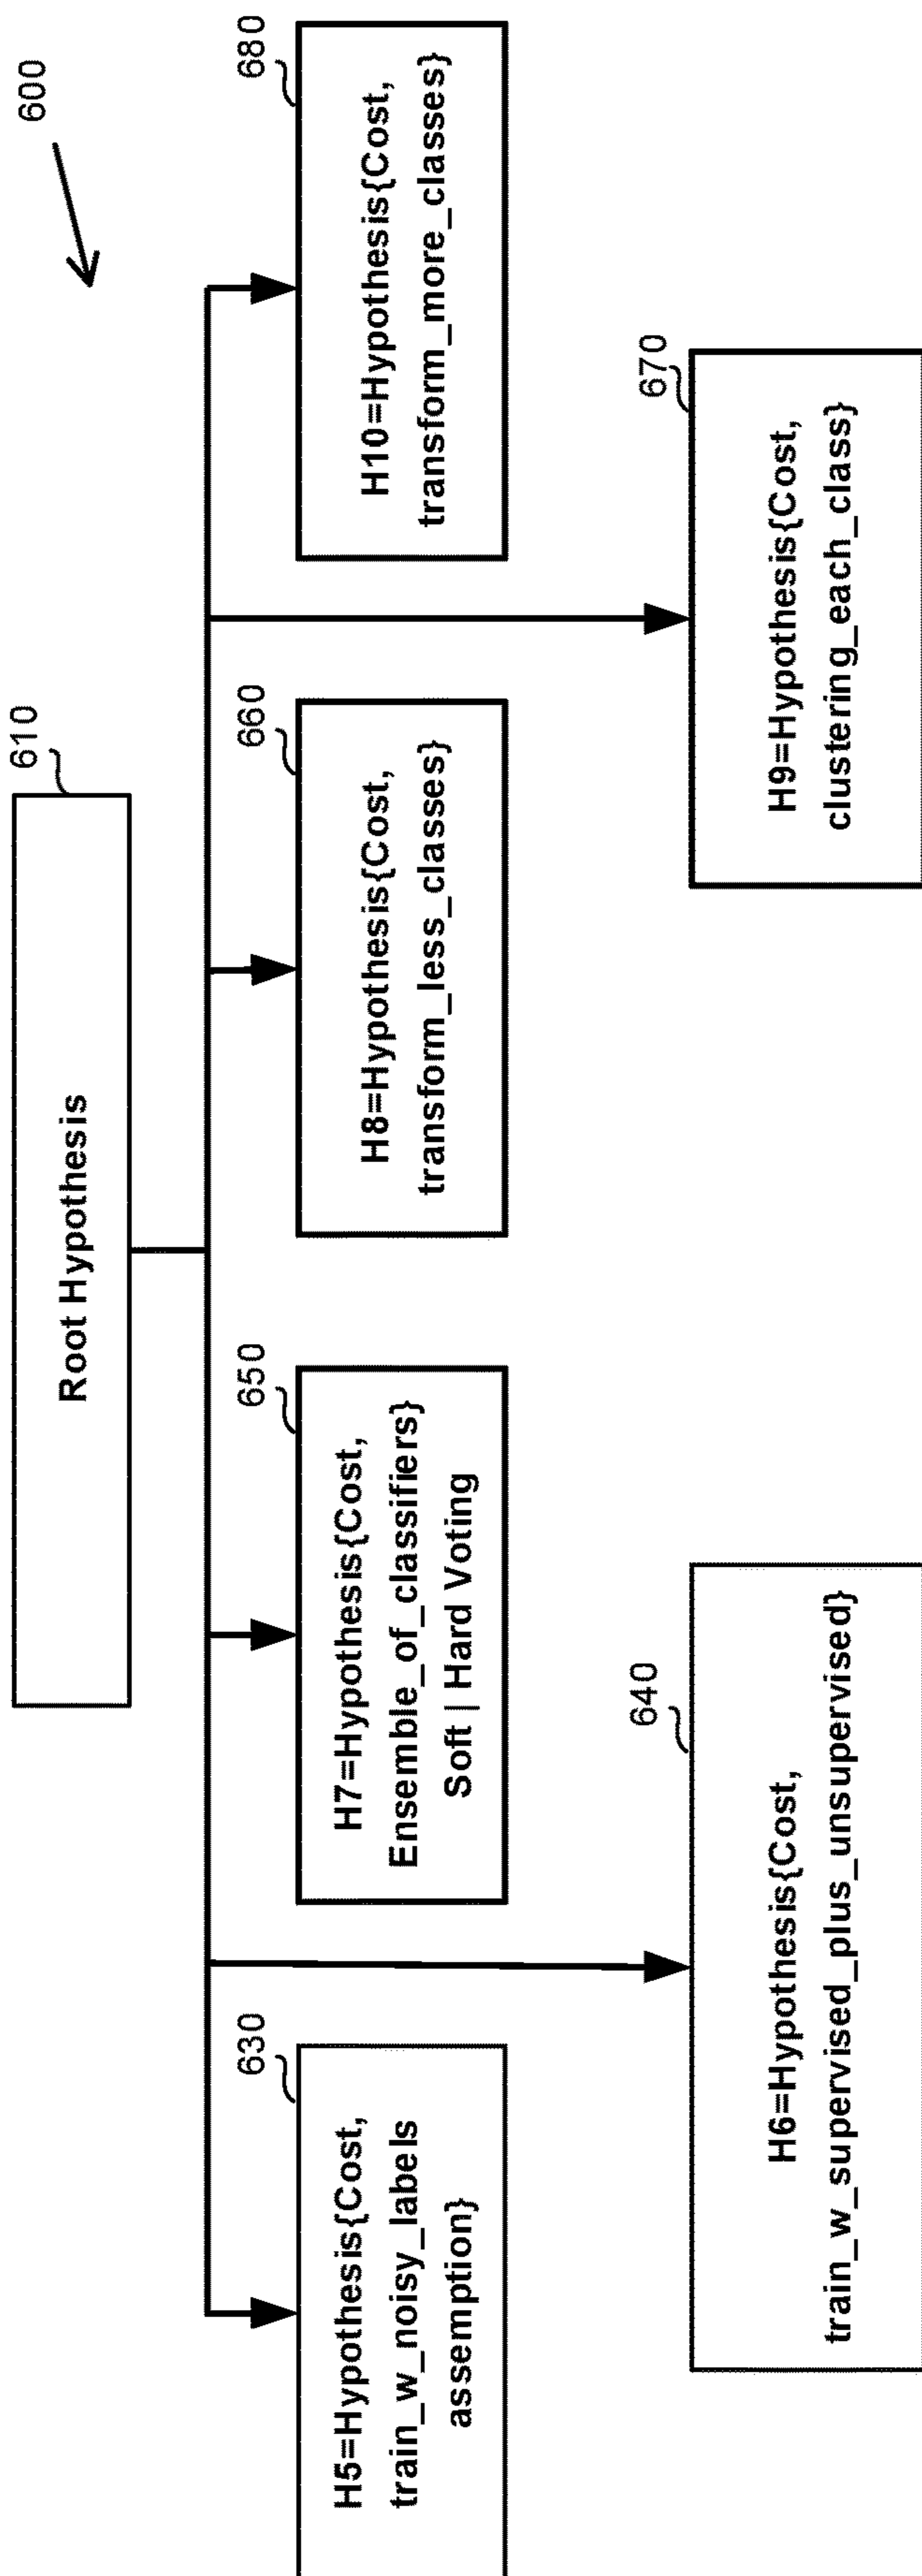 600
610
Root Hypothesis
630
H5=Hypothesis{Cost,
train_w_noisy_labels
assemption}
650
H7=Hypothesis{Cost,
Ensemble_of_classifiers}
Soft | Hard Voting
660
H8=Hypothesis{Cost,
transform_less_classes}
680
H10=Hypothesis{Cost,
transform_more_classes}
640
H6=Hypothesis{Cost,
train_w_supervised_plus_unsupervised}
670
H9=Hypothesis{Cost,
clustering_each_class}